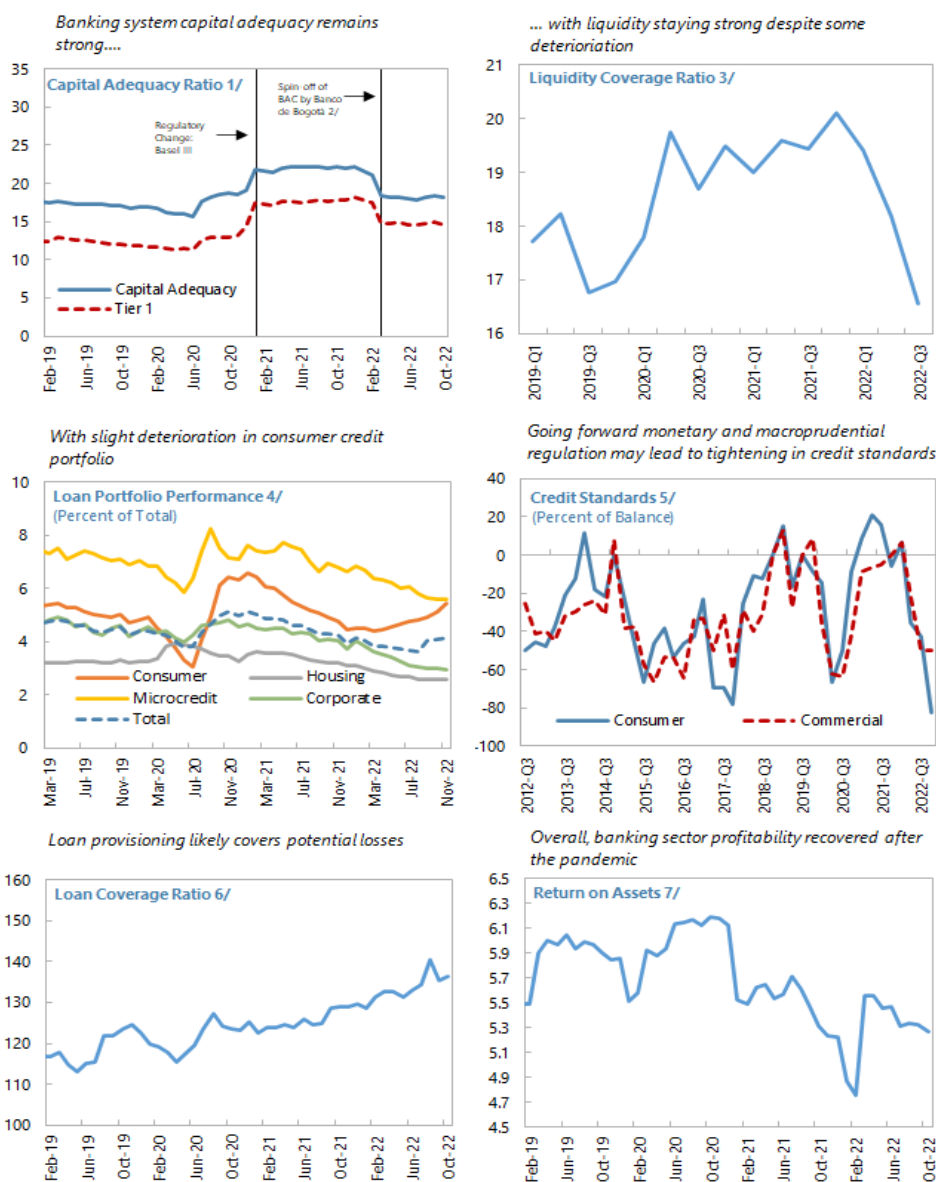 Banking system capital adequacy remains
strong....
35
30
25
20
15
10
5
0
Capital Adequacy Ratio 1/
Regulatory
Change:
Basel III
Spin-off of
BAC by Banco
de Bogotá 2/
Capital Adequacy
Tier 1
Feb-19
Jun-19
Oct-19
Feb-20
Jun-20
Oct-20
Feb-21
Jun-21
Oct-21
Feb-22
Jun-22
Oct-22
... with liquidity staying strong despite some
deterioriation
21
20
19
18
17
16
Liquidity Coverage Ratio 3/
2019-Q1
2019-Q3
2020-Q1
2020-Q3
2021-Q1
2021-Q3
2022-Q1
2022-Q3
With slight deterioration in consumer credit
portfolio
10
8
6
4
2
0
Loan Portfolio Performance 4/
(Percent of Total)
Consumer
Housing
Microcredit
Corporate
Total
Mar-19
Jul-19
Nov-19
Mar-20
Jul-20
Nov-20
Mar-21
Jul-21
Nov-21
Mar-22
Jul-22
Nov-22
Going forward monetary and macroprudential
regulation may lead to tightening in credit standards
40
20
0
-20
-40
-60
-80
-100
Credit Standards 5/
(Percent of Balance)
Consumer
Commercial
2012-Q3
2013-Q3
2014-Q3
2015-Q3
2016-Q3
2017-Q3
2018-Q3
2019-Q3
2020-Q3
2021-Q3
2022-Q3
Loan provisioning likely covers potential losses
160
150
140
130
120
110
100
Loan Coverage Ratio 6/
Feb-19
Jun-19
Oct-19
Feb-20
Jun-20
Oct-20
Feb-21
Jun-21
Oct-21
Feb-22
Jun-22
Oct-22
Overall, banking sector profitability recovered after
the pandemic
6.5
6.3
6.1
5.9
5.7
5.5
5.3
5.1
4.9
4.7
4.5
Return on Assets 7/
Feb-19
Jun-19
Oct-19
Feb-20
Jun-20
Oct-20
Feb-21
Jun-21
Oct-21
Feb-22
Jun-22
Oct-22